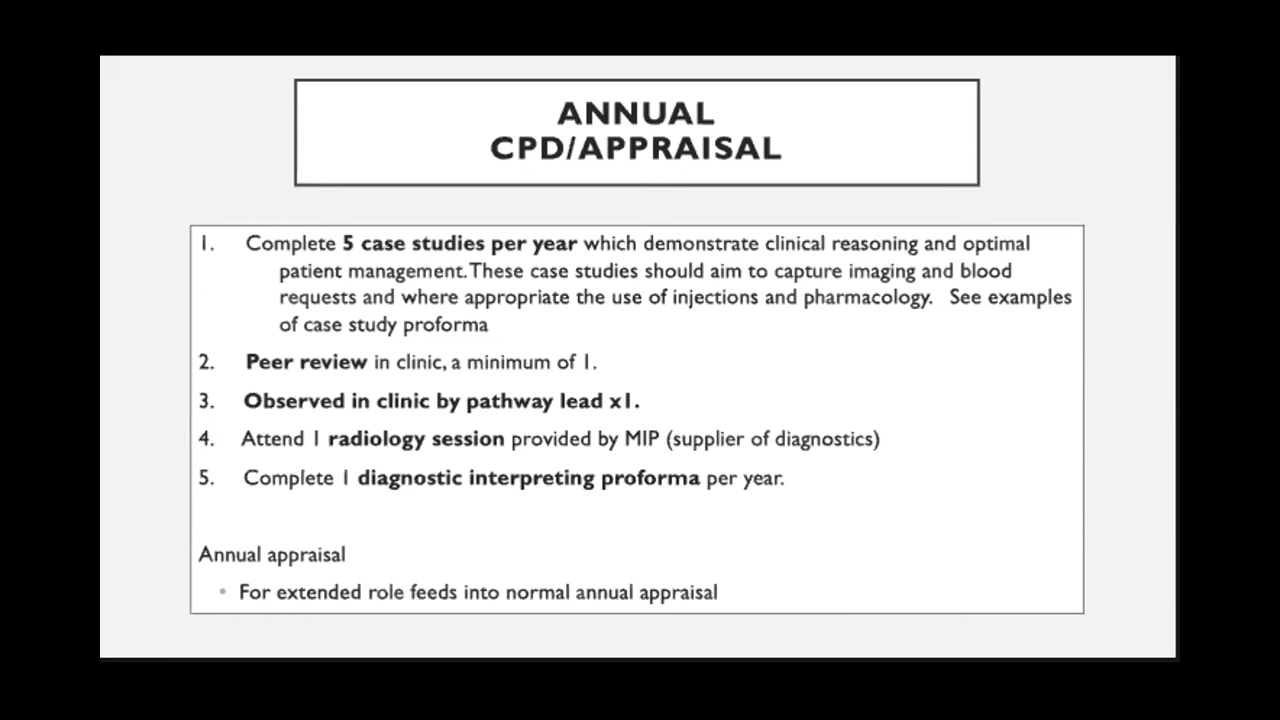 ANNUAL
CPD/APPRAISAL
1. Complete 5 case studies per year which demonstrate clinical reasoning and optimal
patient management. These case studies should aim to capture imaging and blood
requests and where appropriate the use of injections and pharmacology. See examples
of case study proforma
2. Peer review in clinic, a minimum of 1.
3. Observed in clinic by pathway lead x1.
4. Attend 1 radiology session provided by MIP (supplier of diagnostics)
5. Complete 1 diagnostic interpreting proforma per year.
Annual appraisal
• For extended role feeds into normal annual appraisal